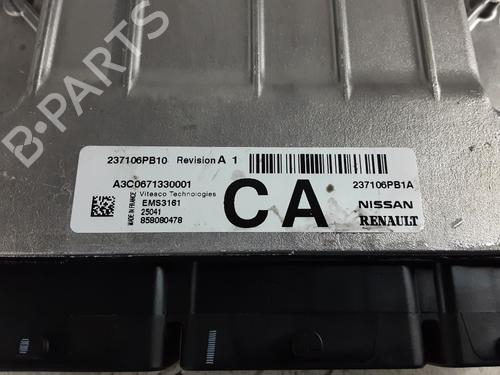 B-PARTS
237106PB10 Revision A 1
A3C0671330001
Vitesco Technologies
EMS3161
25041
858080478
MADE IN FRANCE
CA
237106PB1A
NISSAN
RENAULT